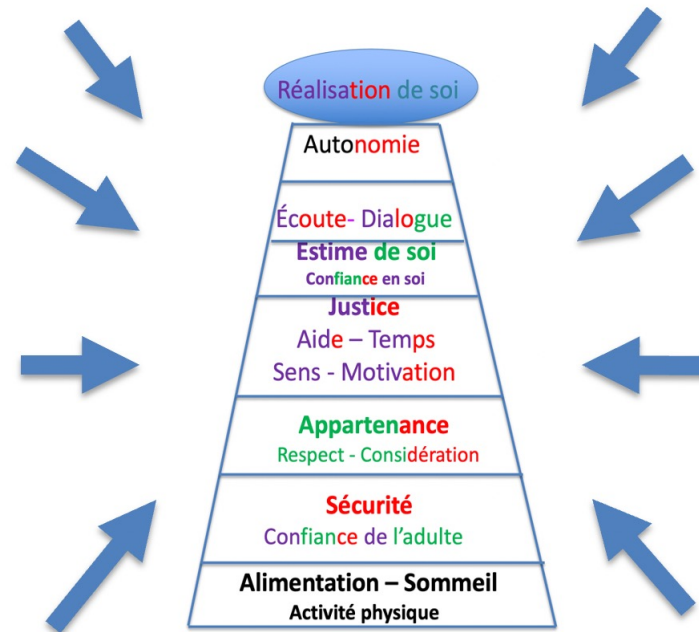 Réalisation de soi
Autonomie
Écoute- Dialogue
Estime de soi
Confiance en soi
Justice
Aide – Temps
Sens - Motivation
Appartenance
Respect - Considération
Sécurité
Confiance de l'adulte
Alimentation – Sommeil
Activité physique